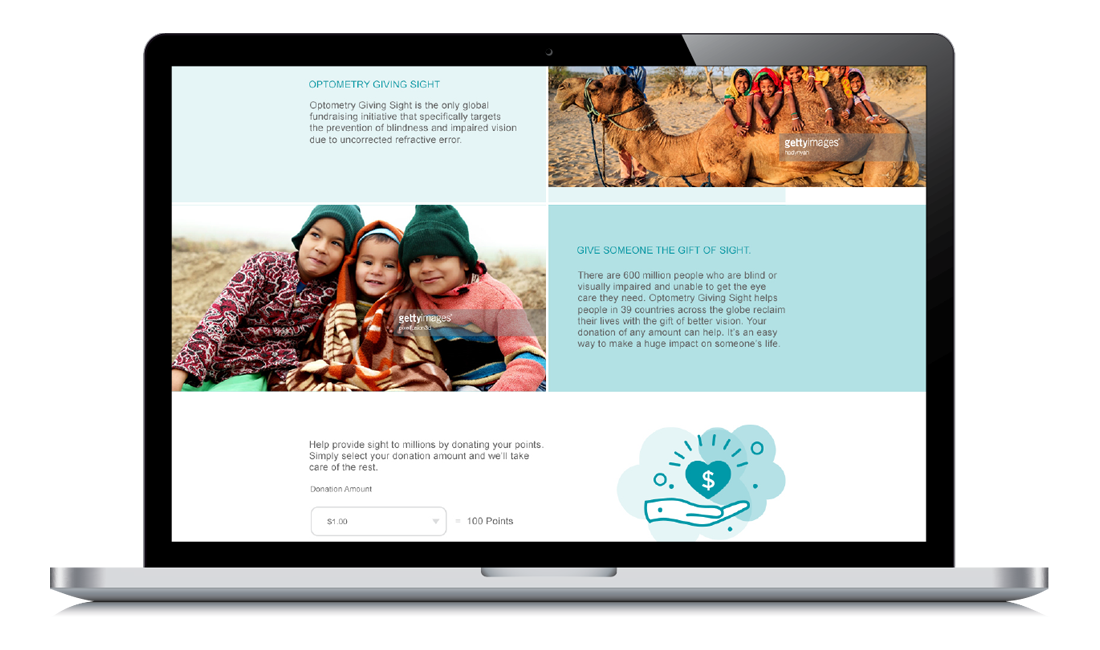 OPTOMETRY GIVING SIGHT
Optometry Giving Sight is the only global
fundraising initiative that specifically targets
the prevention of blindness and impaired vision
due to uncorrected refractive error.
gettyimages®
GIVE SOMEONE THE GIFT OF SIGHT.
There are 600 million people who are blind or
visually impaired and unable to get the eye
care they need. Optometry Giving Sight helps
people in 39 countries across the globe reclaim
their lives with the gift of better vision. Your
donation of any amount can help. It's an easy
way to make a huge impact on someone's life.
gettyimages®
Help provide sight to millions by donating your points.
Simply select your donation amount and we'll take
care of the rest.
Donation Amount
$1.00 = 100 Points
$